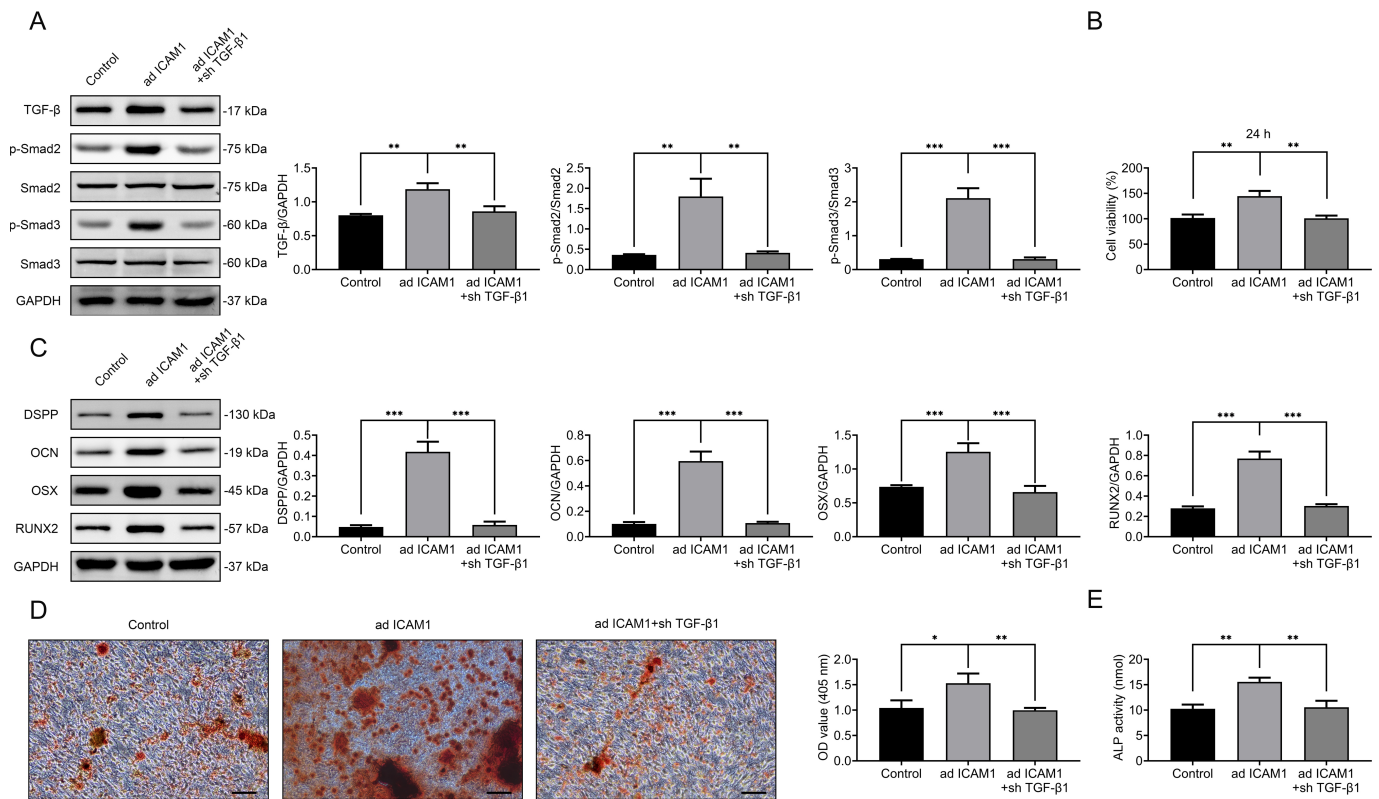 A
Control
ad ICAM1
ad ICAM1
+sh TGF-β1
TGF-β
-17 kDa
p-Smad2
-75 kDa
Smad2
-75 kDa
p-Smad3
-60 kDa
Smad3
-60 kDa
GAPDH
-37 kDa
TGF-β/GAPDH
1.5
1.0
0.5
0.0
** **
Control
ad ICAM1
ad ICAM1
+sh TGF-β1
p-Smad2/Smad2
2.5
2.0
1.5
1.0
0.5
0.0
** **
Control
ad ICAM1
ad ICAM1
+sh TGF-β1
p-Smad3/Smad3
3
2
1
0
*** ***
Control
ad ICAM1
ad ICAM1
+sh TGF-β1
B
24 h
** **
Cell viability (%)
200
150
100
50
0
Control
ad ICAM1
ad ICAM1
+sh TGF-β1
C
Control
ad ICAM1
ad ICAM1
+sh TGF-β1
DSPP
-130 kDa
OCN
-19 kDa
OSX
-45 kDa
RUNX2
-57 kDa
GAPDH
-37 kDa
DSPP/GAPDH
0.5
0.4
0.3
0.2
0.1
0.0
*** ***
Control
ad ICAM1
ad ICAM1
+sh TGF-β1
OCN/GAPDH
0.8
0.6
0.4
0.2
0.0
*** ***
Control
ad ICAM1
ad ICAM1
+sh TGF-β1
OSX/GAPDH
1.5
1.0
0.5
0.0
*** ***
Control
ad ICAM1
ad ICAM1
+sh TGF-β1
RUNX2/GAPDH
1.0
0.8
0.6
0.4
0.2
0.0
*** ***
Control
ad ICAM1
ad ICAM1
+sh TGF-β1
D
Control
ad ICAM1
ad ICAM1+sh TGF-β1
OD value (405 nm)
2.0
1.5
1.0
0.5
0.0
* **
Control
ad ICAM1
ad ICAM1
+sh TGF-β1
E
ALP activity (nmol)
20
15
10
5
0
** **
Control
ad ICAM1
ad ICAM1
+sh TGF-β1